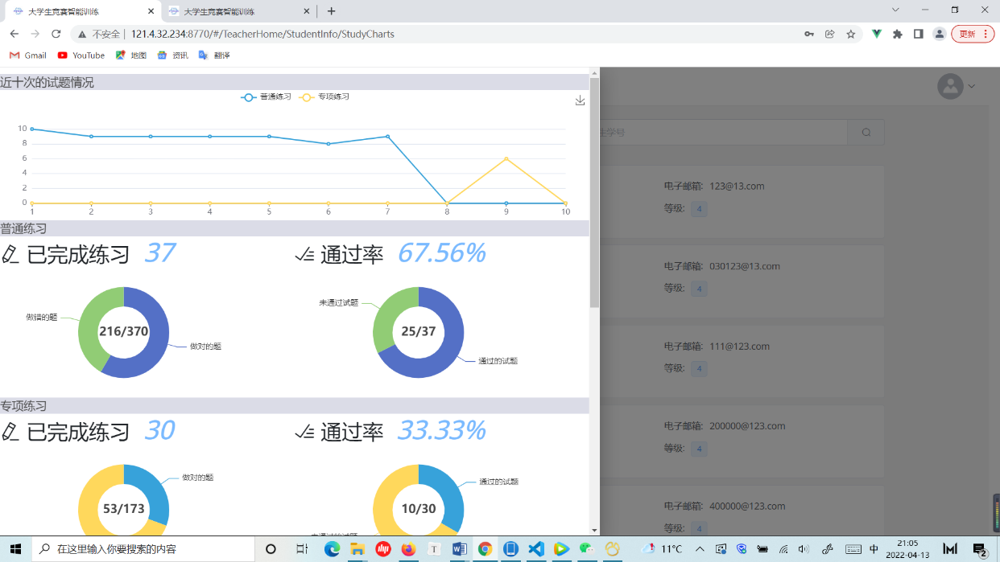 大学生竞赛智能训练
大学生竞赛智能训练
不安全 | 121.4.32.234:8770/#/TeacherHome/StudentInfo/StudyCharts
更新
Gmail YouTube 地图 资讯 翻译
近十次的试题情况
普通练习 专项练习
10
8
6
4
2
0
1 2 3 4 5 6 7 8 9 10
普通练习
已完成练习 37 通过率 67.56%
做错的题 216/370 做对的题
未通过试题 25/37 通过的试题
专项练习
已完成练习 30 通过率 33.33%
做对的题 53/173
通过的试题 10/30
未通过试题
生学号
电子邮箱: 123@13.com
等级: 4
电子邮箱: 030123@13.com
等级: 4
电子邮箱: 111@123.com
等级: 4
电子邮箱: 200000@123.com
等级: 4
电子邮箱: 400000@123.com
等级: 4
在这里输入你要搜索的内容
11°C
中
21:05
2022-04-13
2